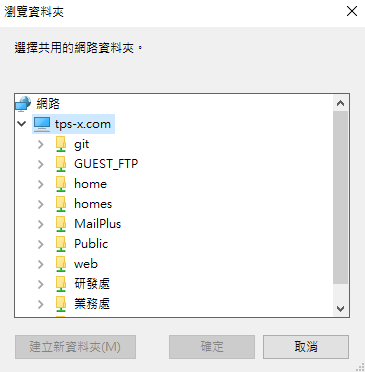 瀏覽資料夾
選擇共用的網路資料夾。
網路
tps-x.com
git
GUEST_FTP
home
homes
MailPlus
Public
web
研發處
業務處
建立新資料夾(M)
確定
取消